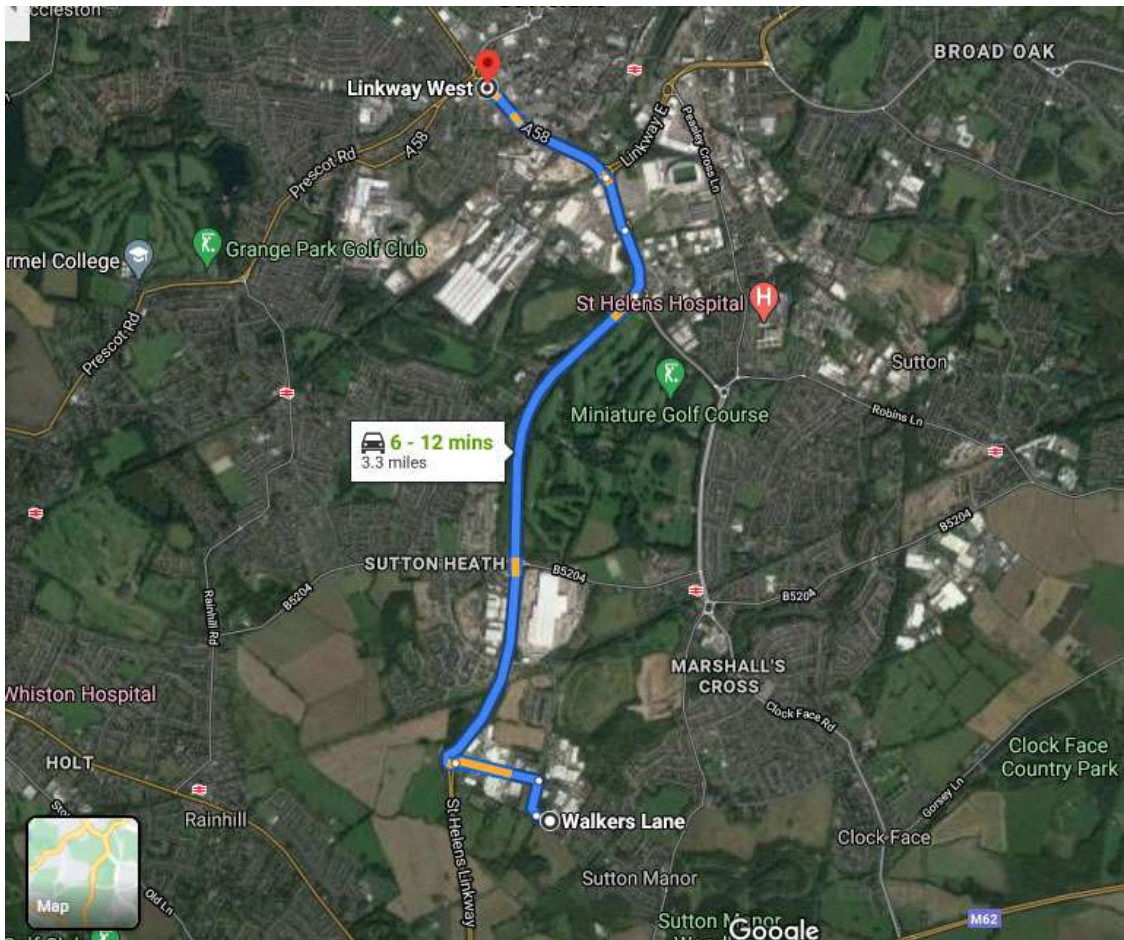 Eccleston
BROAD OAK
Linkway West
A58
Linkway E
Peasley Cross Ln
A58
Prescot Rd
Grange Park Golf Club
rmel College
St Helens Hospital
H
Prescot Rd
Sutton
Miniature Golf Course
Robins Ln
6 - 12 mins
3.3 miles
B5204
SUTTON HEATH
B5204
B5204
B5204
Rainhill Rd
MARSHALL'S
CROSS
Whiston Hospital
Clock Face Rd
Clock Face
Country Park
HOLT
Gorsey Ln
Rainhill
St Helens Linkway
Walkers Lane
Clock Face
Map
Old Ln
Sutton Manor
Sutton Manor
Google
M62